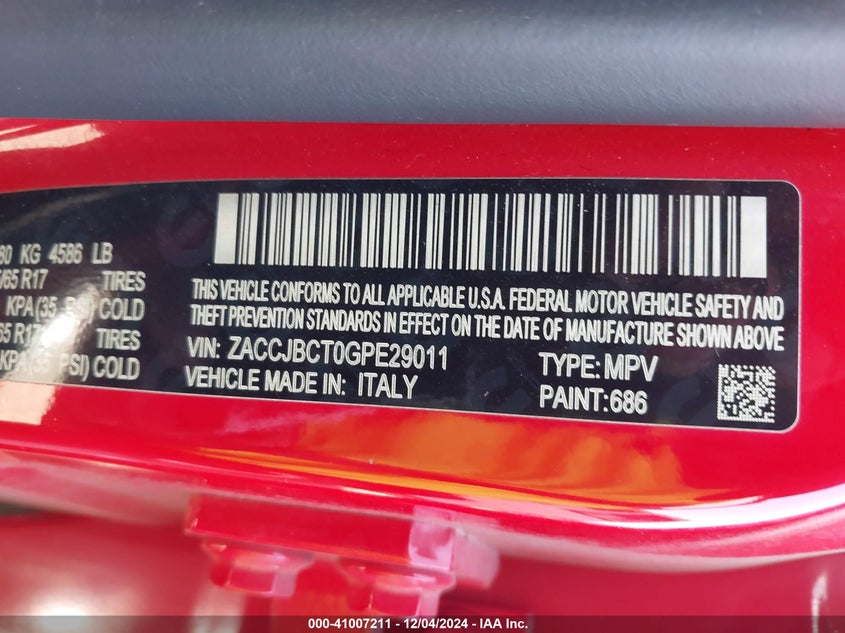 80 KG 4586 LB
/65 R17 TIRES
KPA (35 PSI) COLD
65 R17 TIRES
KPA (35 PSI) COLD
THIS VEHICLE CONFORMS TO ALL APPLICABLE U.S.A. FEDERAL MOTOR VEHICLE SAFETY AND
THEFT PREVENTION STANDARDS IN EFFECT ON THE DATE OF MANUFACTURE SHOWN ABOVE
VIN: ZACCJBCT0GPE29011 TYPE: MPV
VEHICLE MADE IN: ITALY PAINT:686
000-41007211 - 12/04/2024 - IAA Inc.